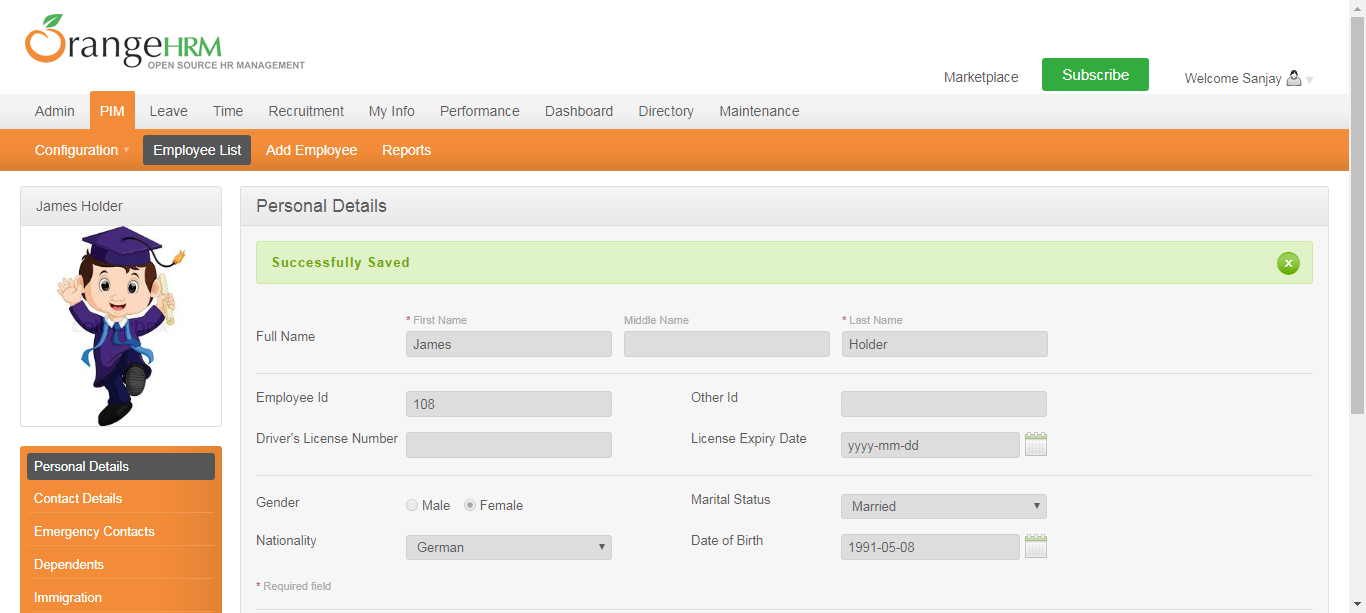 OrangeHRM
OPEN SOURCE HR MANAGEMENT
Marketplace Subscribe Welcome Sanjay
Admin PIM Leave Time Recruitment My Info Performance Dashboard Directory Maintenance
Configuration Employee List Add Employee Reports
James Holder
Personal Details
Successfully Saved
x
* First Name Middle Name * Last Name
Full Name
James Holder
Employee Id 108 Other Id
Driver's License Number License Expiry Date yyyy-mm-dd
Gender Male Female Marital Status Married
Nationality German Date of Birth 1991-05-08
* Required field
Personal Details
Contact Details
Emergency Contacts
Dependents
Immigration